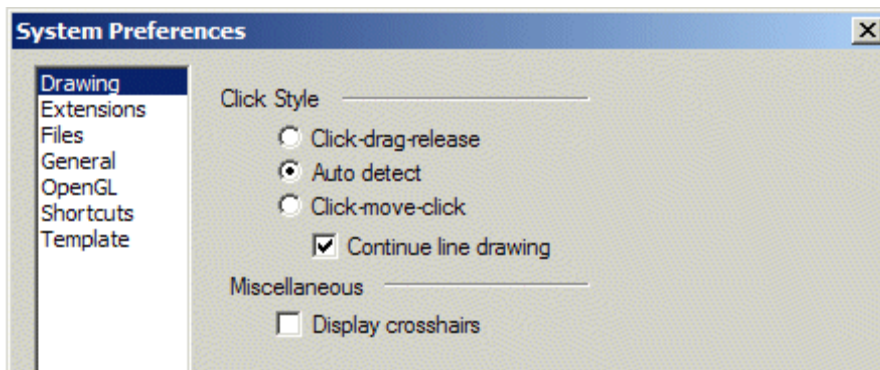 System Preferences
Drawing
Extensions
Files
General
OpenGL
Shortcuts
Template
Click Style
Click-drag-release
Auto detect
Click-move-click
Continue line drawing
Miscellaneous
Display crosshairs